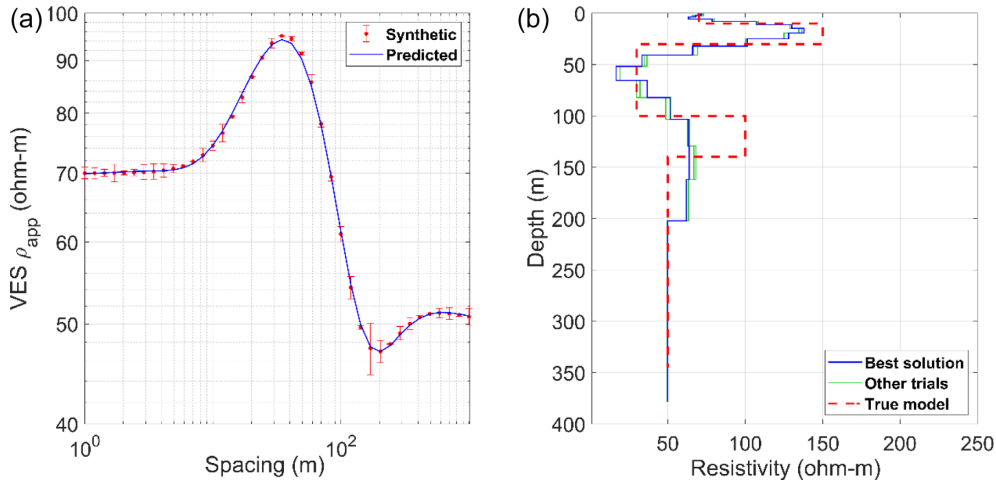 (a)
VES ρapp (ohm-m)
100
90
80
70
60
50
40
10^0
10^2
Spacing (m)
Synthetic
Predicted
(b)
Depth (m)
0
50
100
150
200
250
300
350
400
50
100
150
200
250
Resistivity (ohm-m)
Best solution
Other trials
True model